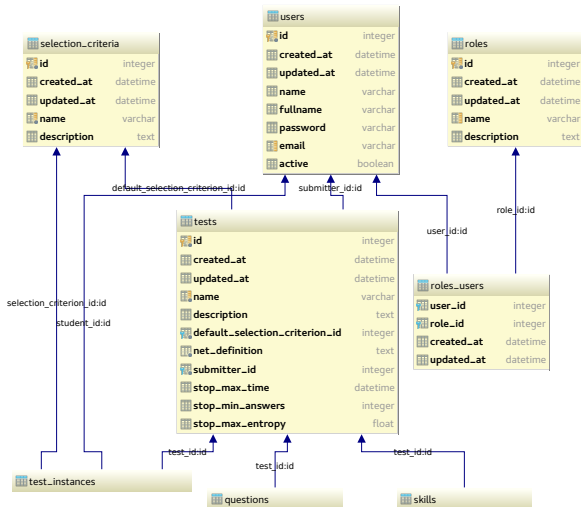 users
id integer
created_at datetime
updated_at datetime
name varchar
fullname varchar
password varchar
email varchar
active boolean
selection_criteria
id integer
created_at datetime
updated_at datetime
name varchar
description text
roles
id integer
created_at datetime
updated_at datetime
name varchar
description text
default_selection_criterion_id:id
submitter_id:id
role_id:id
user_id:id
tests
id integer
created_at datetime
updated_at datetime
name varchar
description text
default_selection_criterion_id integer
net_definition text
submitter_id integer
stop_max_time datetime
stop_min_answers integer
stop_max_entropy float
roles_users
user_id integer
role_id integer
created_at datetime
updated_at datetime
selection_criterion_id:id
student_id:id
test_id:id
test_id:id
test_id:id
test_instances
questions
skills